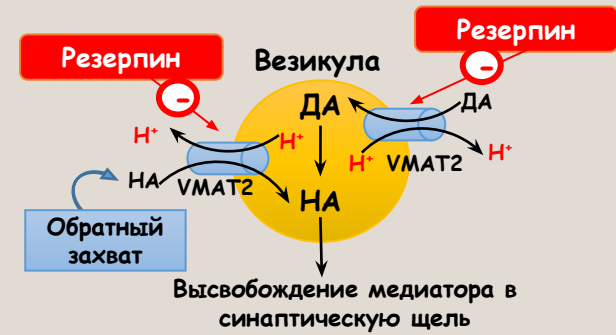 Резерпин
Резерпин
Везикула
-
-
ДА
ДА
H⁺
H⁺
H⁺
VMAT2
H⁺
НА
VMAT2
НА
Обратный
захват
Высвобождение медиатора в
синаптическую щель